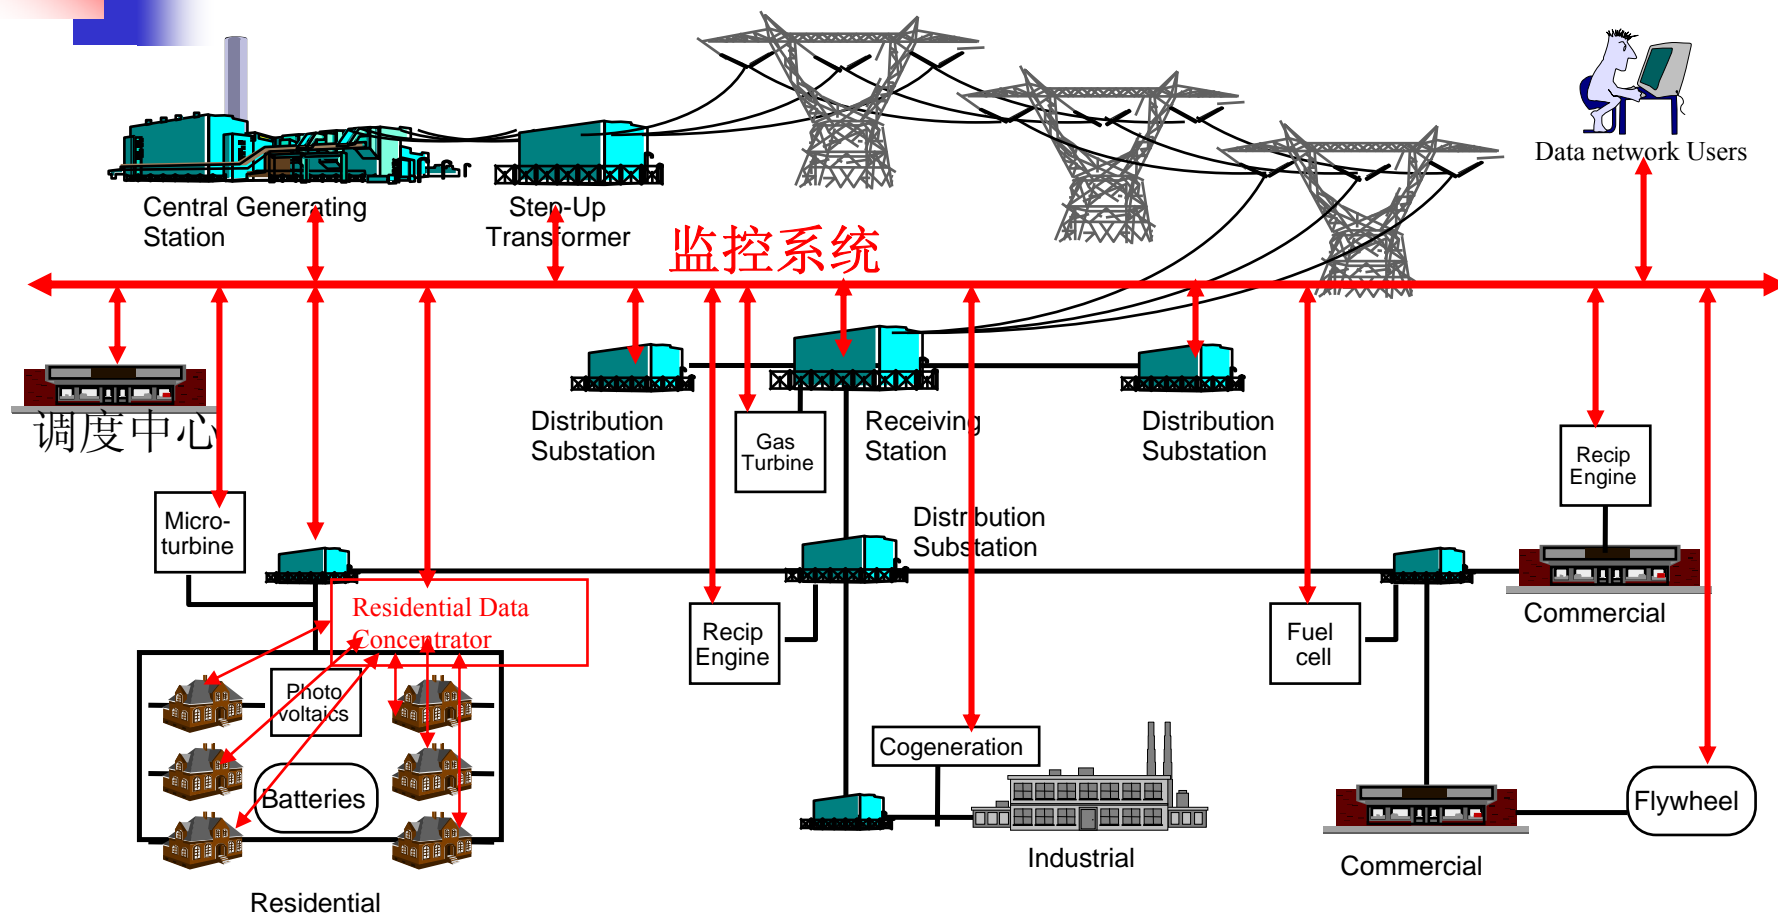 Data network Users
Central Generating
Station
Step-Up
Transformer
监控系统
调度中心
Distribution
Substation
Gas
Turbine
Receiving
Station
Distribution
Substation
Recip
Engine
Micro-
turbine
Distribution
Substation
Residential Data
Concentrator
Recip
Engine
Fuel
cell
Commercial
Photo
voltaics
Batteries
Cogeneration
Flywheel
Industrial
Commercial
Residential